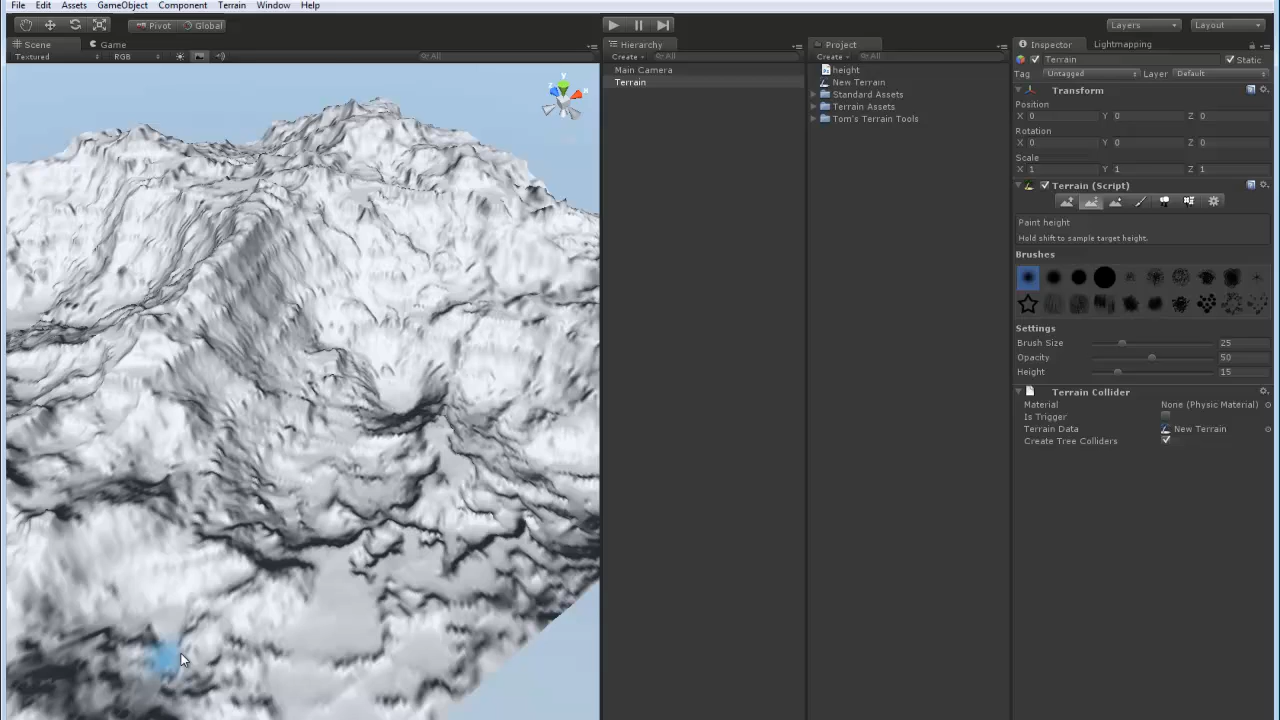 File Edit Assets GameObject Component Terrain Window Help
Pivot Global Layers Layout
Scene Game Hierarchy Project Inspector Lightmapping
Textured RGB All Create All Create All
Terrain Static
Tag Untagged Layer Default
Main Camera
Terrain
height
New Terrain
Standard Assets
Terrain Assets
Tom's Terrain Tools
Transform
Position
X 0 Y 0 Z 0
Rotation
X 0 Y 0 Z 0
Scale
X 1 Y 1 Z 1
Terrain (Script)
Paint height
Hold shift to sample target height.
Brushes
Settings
Brush Size 25
Opacity 50
Height 15
Terrain Collider
Material None (Physic Material)
Is Trigger
Terrain Data New Terrain
Create Tree Colliders
y
x